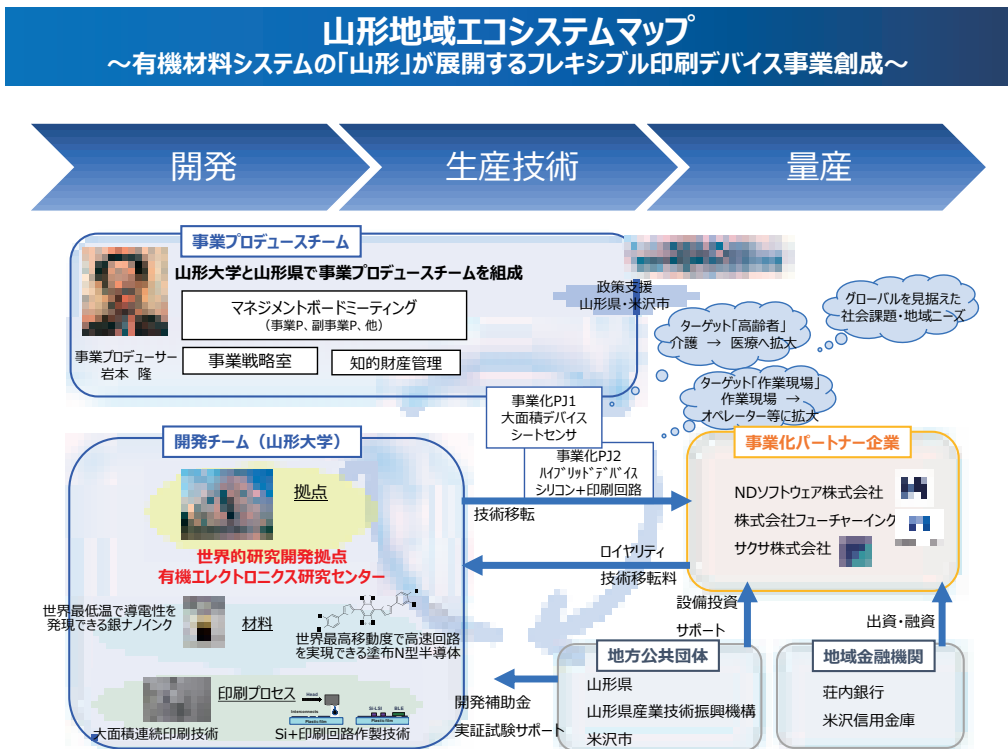 山形地域エコシステムマップ
～有機材料システムの「山形」が展開するフレキシブル印刷デバイス事業創成～
開発
生産技術
量産
事業プロデュースチーム
山形大学と山形県で事業プロデュースチームを組成
マネジメントボードミーティング
（事業P、副事業P、他）
事業戦略室
知的財産管理
事業プロデューサー
岩本 隆
政策支援
山形県・米沢市
グローバルを見据えた
社会課題・地域ニーズ
ターゲット「高齢者」
介護 → 医療へ拡大
ターゲット「作業現場」
作業現場 →
オペレーター等に拡大
事業化PJ1
大面積デバイス
シートセンサ
事業化PJ2
ﾊｲﾌﾞﾘｯﾄﾞﾃﾞﾊﾞｲｽ
シリコン+印刷回路
開発チーム（山形大学）
拠点
世界的研究開発拠点
有機エレクトロニクス研究センター
世界最低温で導電性を
発現できる銀ナノインク
材料
世界最高移動度で高速回路
を実現できる塗布N型半導体
印刷プロセス
大面積連続印刷技術
Head
Interconnects
Plastic film
Si-LSI
BLE
Plastic film
Si+印刷回路作製技術
技術移転
ロイヤリティ
技術移転料
事業化パートナー企業
NDソフトウェア株式会社
株式会社フューチャーインク
サクサ株式会社
設備投資
サポート
出資・融資
開発補助金
実証試験サポート
地方公共団体
山形県
山形県産業技術振興機構
米沢市
地域金融機関
荘内銀行
米沢信用金庫